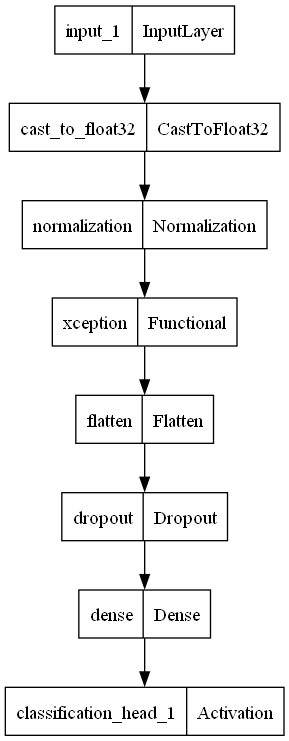 input_1 InputLayer
cast_to_float32 CastToFloat32
normalization Normalization
xception Functional
flatten Flatten
dropout Dropout
dense Dense
classification_head_1 Activation